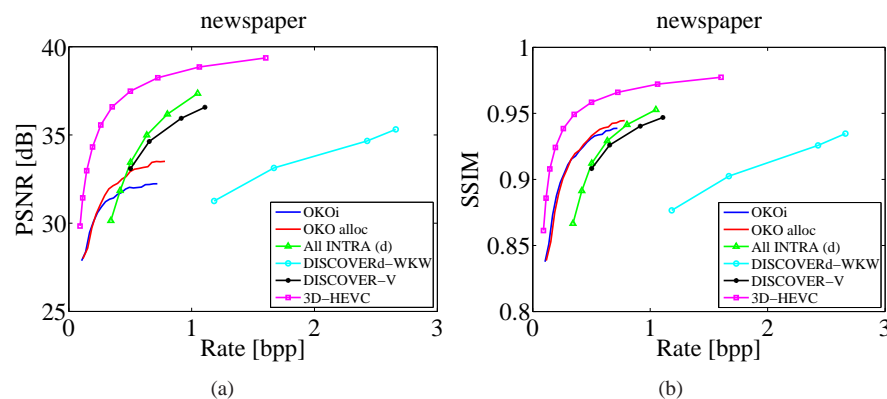 newspaper
PSNR [dB]
40
35
30
25
0
1
2
3
Rate [bpp]
OKOi
OKO alloc
All INTRA (d)
DISCOVERd−WKW
DISCOVER−V
3D−HEVC
(a)
newspaper
SSIM
1
0.95
0.9
0.85
0.8
0
1
2
3
Rate [bpp]
OKOi
OKO alloc
All INTRA (d)
DISCOVERd−WKW
DISCOVER−V
3D−HEVC
(b)